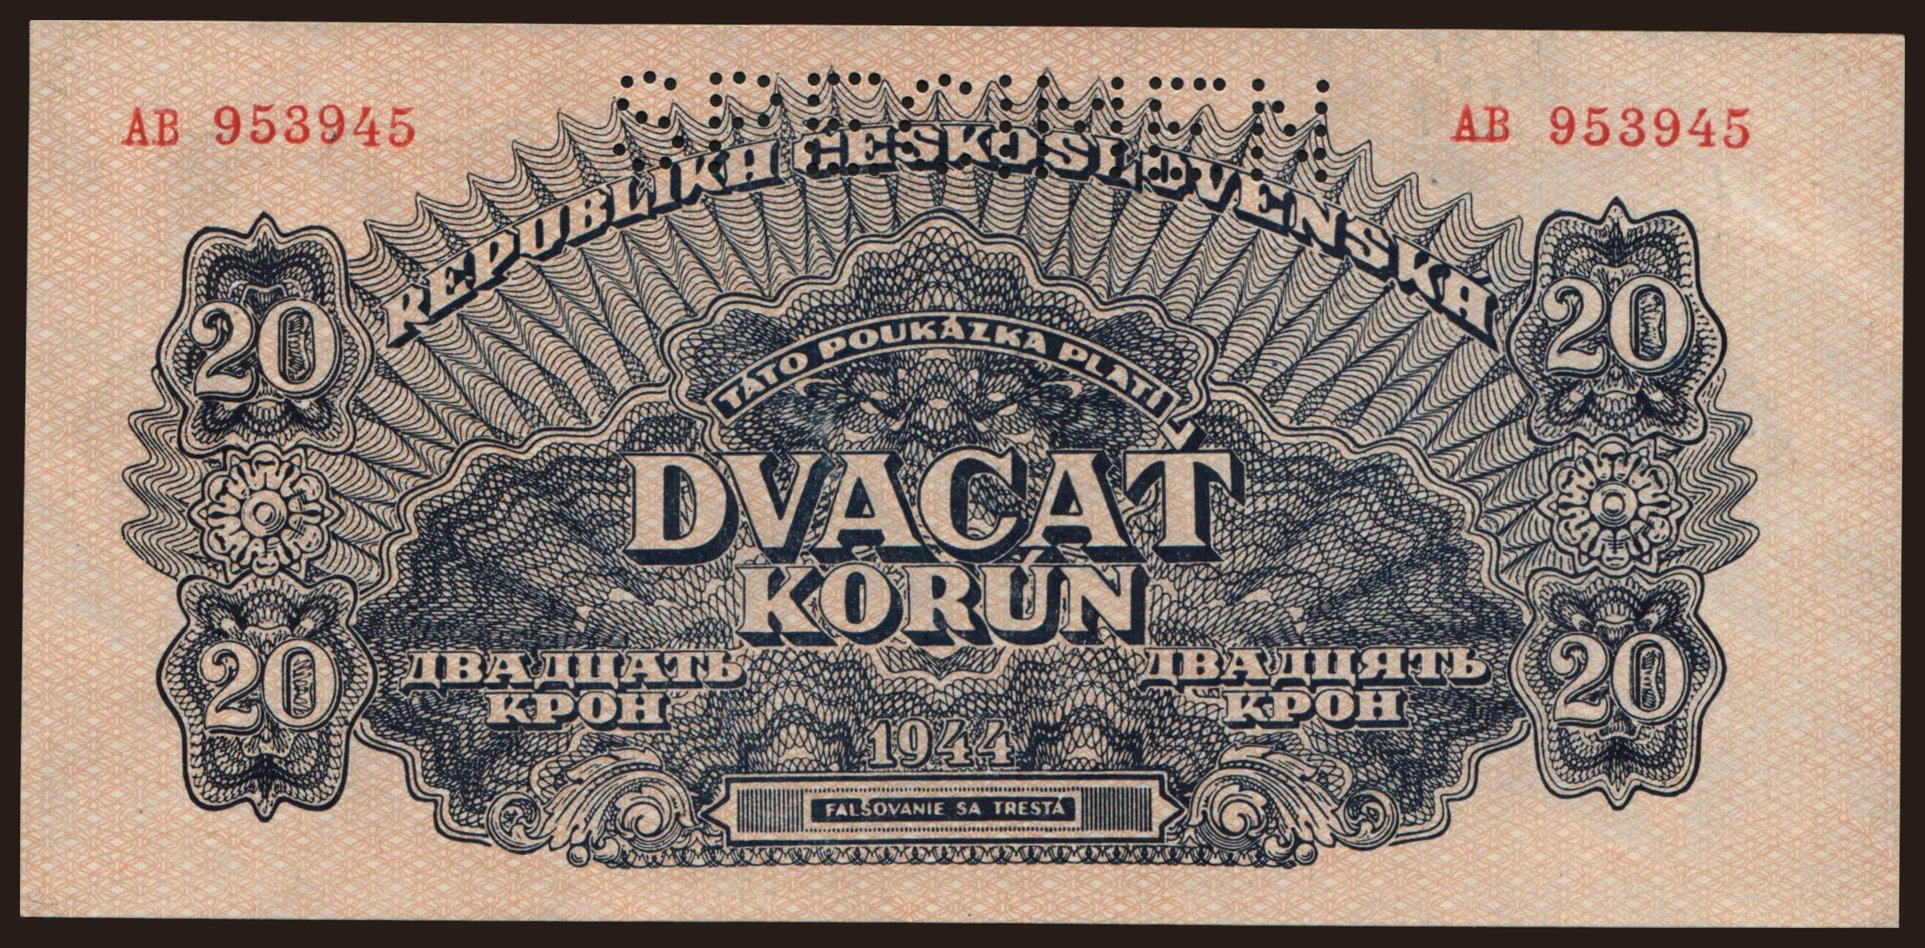 SPECIMEN
AB 953945
AB 953945
REPUBLIKA ČESKOSLOVENSKÁ
20
20
TÁTO POUKÁZKA PLATÍ
DVACAŤ
KORÚN
ДВАДЦАТЬ
КРОН
ДВАДЦЯТЬ
КРОН
20
20
1944
FALŠOVANIE SA TRESTÁ